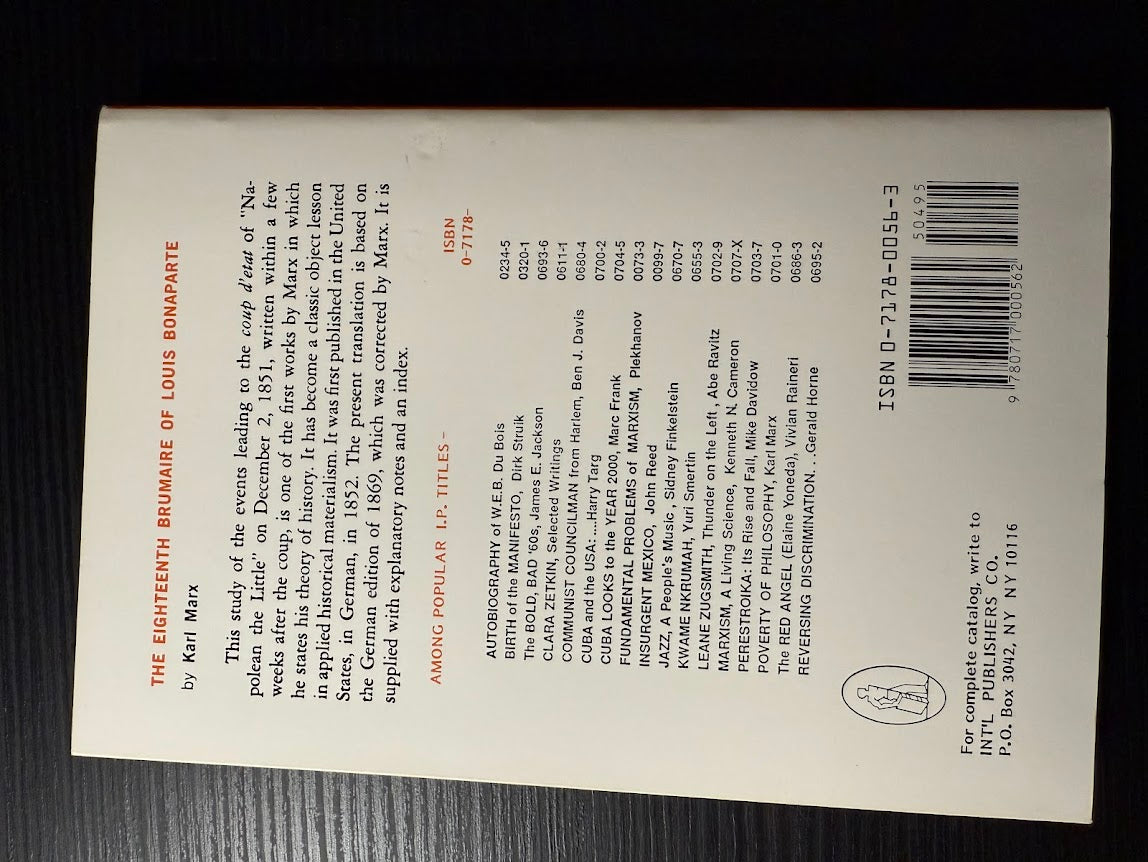 THE EIGHTEENTH BRUMAIRE OF LOUIS BONAPARTE
by Karl Marx
This study of the events leading to the coup d'etat of "Na-
polean the Little" on December 2, 1851, written within a few
weeks after the coup, is one of the first works by Marx in which
he states his theory of history. It has become a classic object lesson
in applied historical materialism. It was first published in the United
States, in German, in 1852. The present translation is based on
the German edition of 1869, which was corrected by Marx. It is
supplied with explanatory notes and an index.
AMONG POPULAR I.P. TITLES – ISBN
0-7178–
AUTOBIOGRAPHY of W.E.B. Du Bois 0234-5
BIRTH of the MANIFESTO, Dirk Struik 0320-1
The BOLD, BAD '60s, James E. Jackson 0693-6
CLARA ZETKIN, Selected Writings 0611-1
COMMUNIST COUNCILMAN from Harlem, Ben J. Davis 0680-4
CUBA and the USA:....Harry Targ 0700-2
CUBA LOOKS to the YEAR 2000, Marc Frank 0704-5
FUNDAMENTAL PROBLEMS of MARXISM, Plekhanov 0073-3
INSURGENT MEXICO, John Reed 0099-7
JAZZ, A People's Music, Sidney Finkelstein 0670-7
KWAME NKRUMAH, Yuri Smertin 0655-3
LEANE ZUGSMITH, Thunder on the Left, Abe Ravitz 0702-9
MARXISM, A Living Science, Kenneth N. Cameron 0707-X
PERESTROIKA: Its Rise and Fall, Mike Davidow 0703-7
POVERTY OF PHILOSOPHY, Karl Marx 0701-0
The RED ANGEL (Elaine Yoneda), Vivian Raineri 0686-3
REVERSING DISCRIMINATION...Gerald Horne 0695-2
For complete catalog, write to
INT'L PUBLISHERS CO.
P.O. Box 3042, NY NY 10116
ISBN 0-7178-0056-3
50495
9 780717 000562